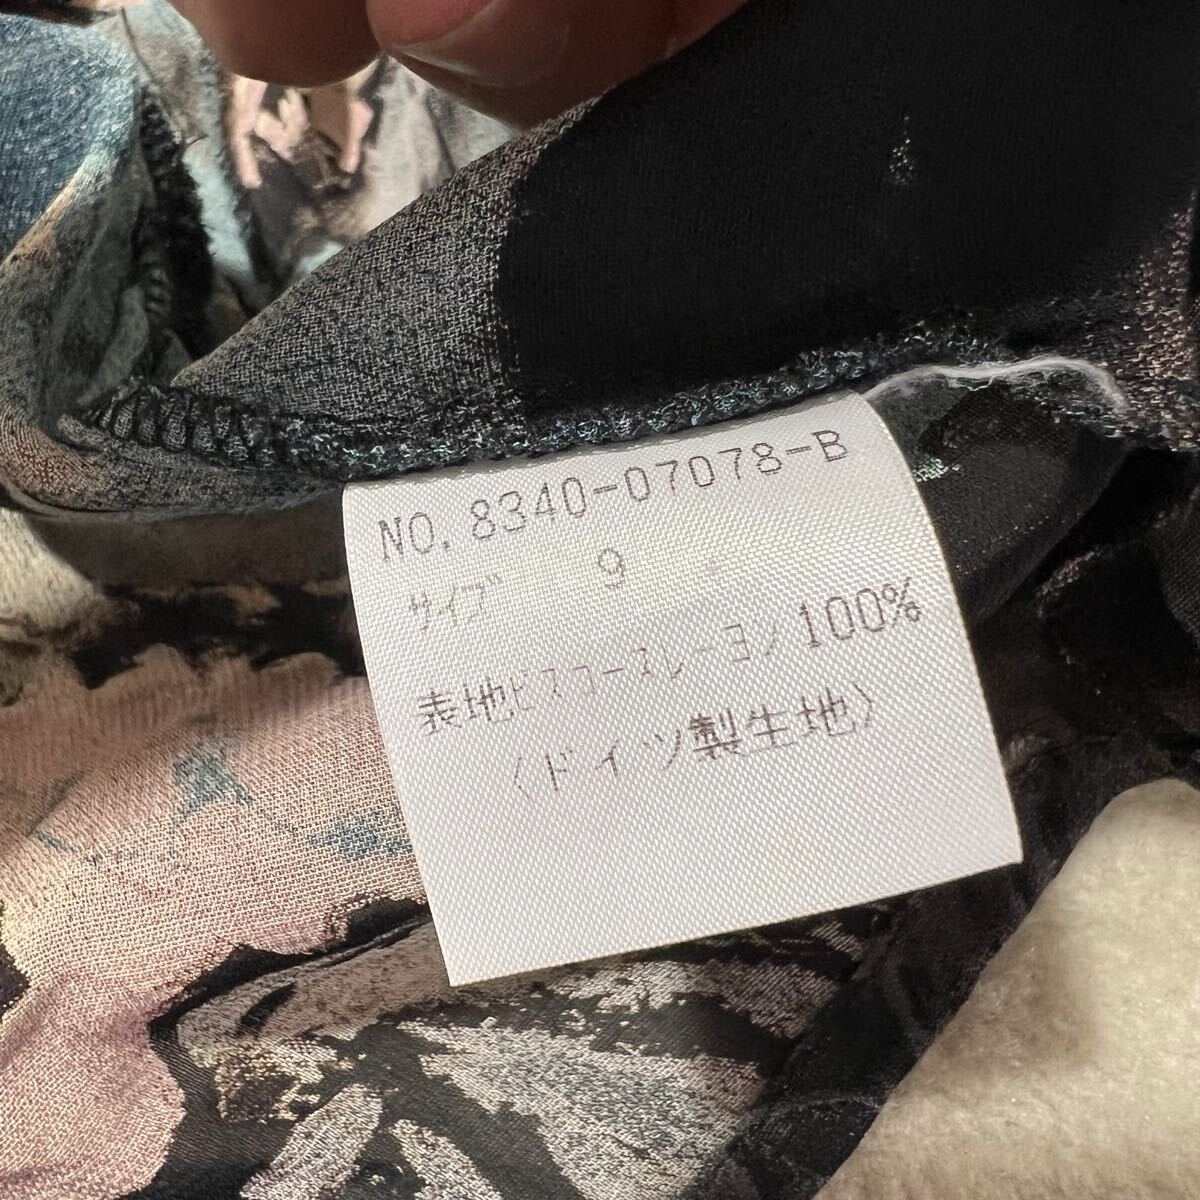 NO. 8340-07078-B
サイズ 9
表地ビスコースレーヨン100%
〈ドイツ製生地〉